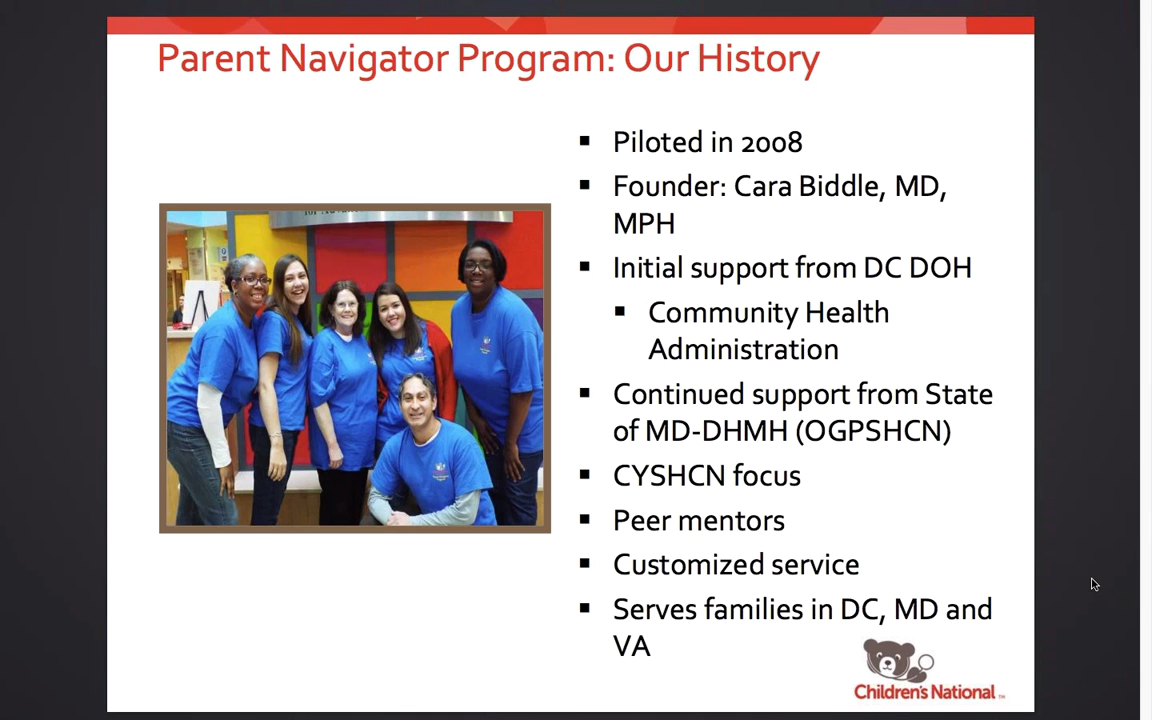 Parent Navigator Program: Our History
▪ Piloted in 2008
▪ Founder: Cara Biddle, MD,
MPH
▪ Initial support from DC DOH
▪ Community Health
Administration
▪ Continued support from State
of MD-DHMH (OGPSHCN)
▪ CYSHCN focus
▪ Peer mentors
▪ Customized service
▪ Serves families in DC, MD and
VA
Children's National ™